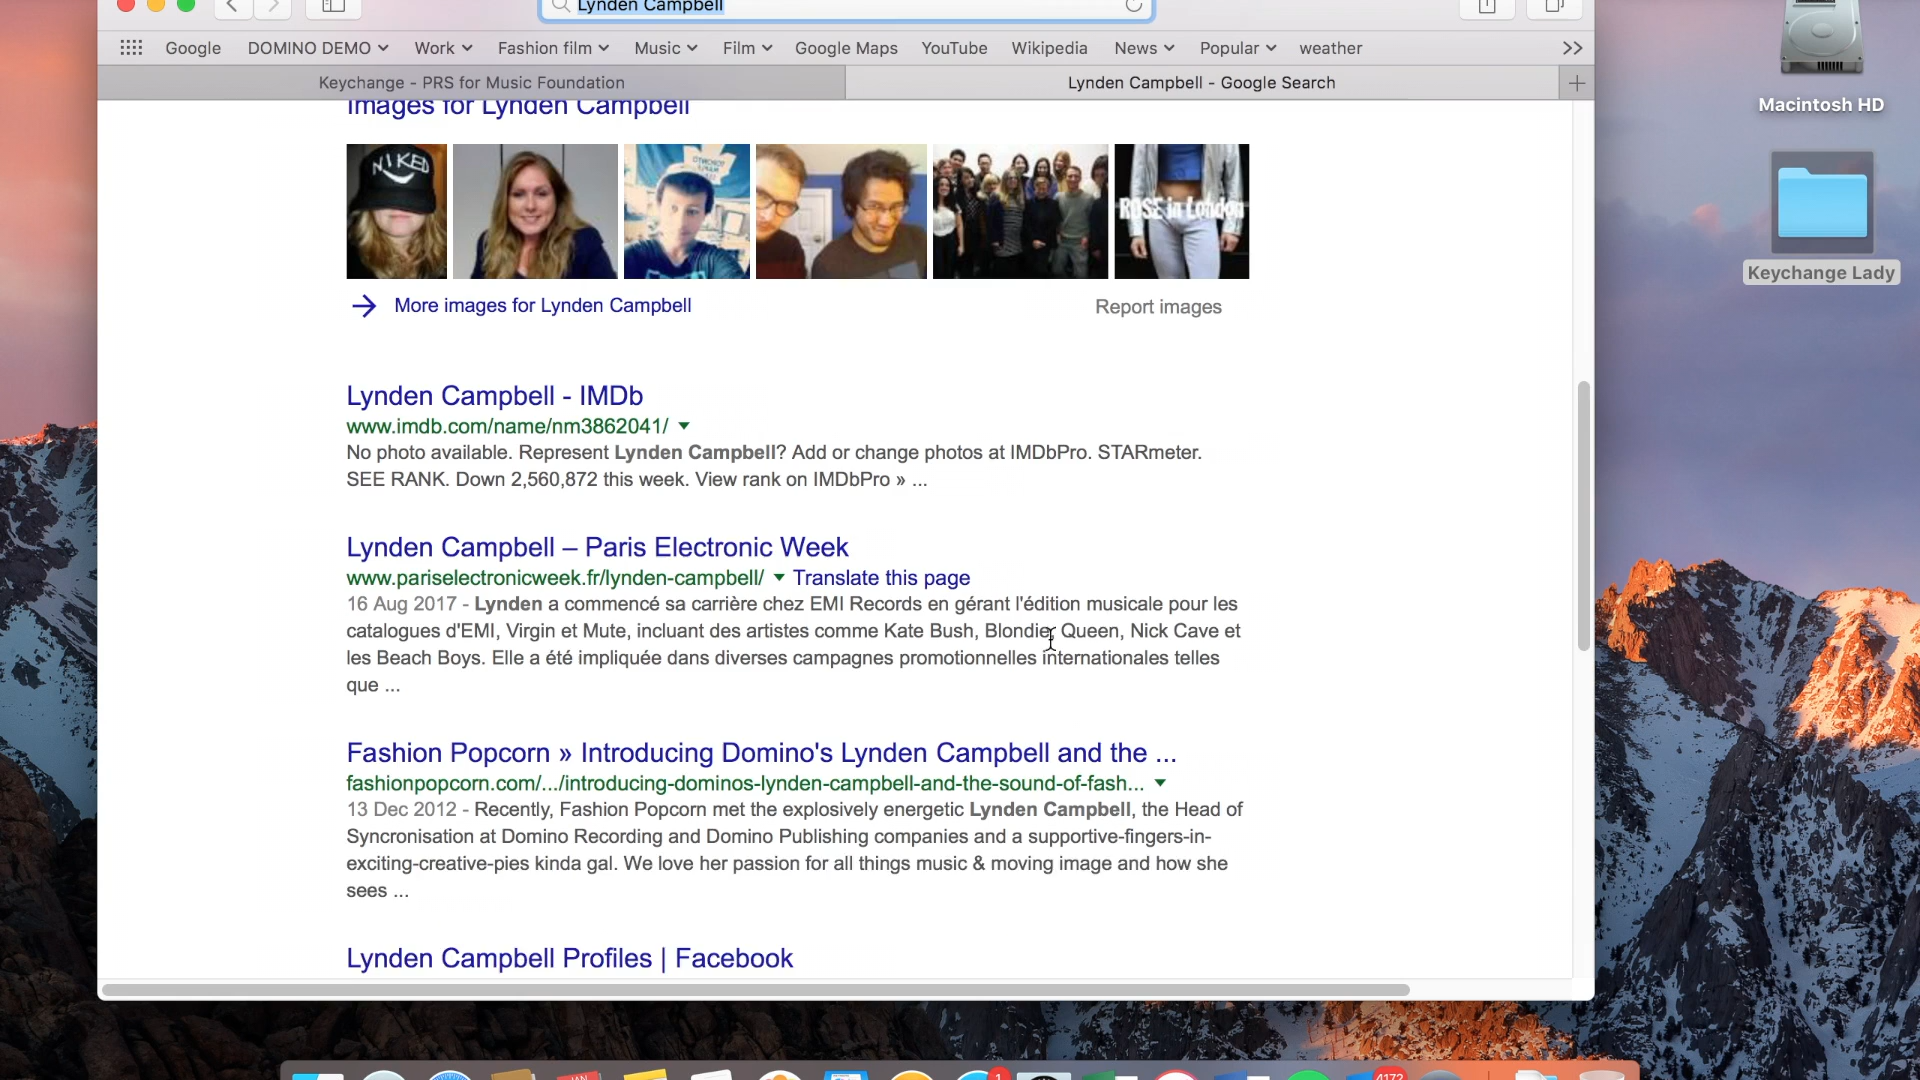 Lynden Campbell
Google DOMINO DEMO Work Fashion film Music Film Google Maps YouTube Wikipedia News Popular weather
Keychange - PRS for Music Foundation
Lynden Campbell - Google Search
Macintosh HD
Keychange Lady
Images for Lynden Campbell
NIKED
TORONTO
ROSE in London
More images for Lynden Campbell
Report images
Lynden Campbell - IMDb
www.imdb.com/name/nm3862041/
No photo available. Represent Lynden Campbell? Add or change photos at IMDbPro. STARmeter.
SEE RANK. Down 2,560,872 this week. View rank on IMDbPro » ...
Lynden Campbell – Paris Electronic Week
www.pariselectronicweek.fr/lynden-campbell/ Translate this page
16 Aug 2017 - Lynden a commencé sa carrière chez EMI Records en gérant l'édition musicale pour les
catalogues d'EMI, Virgin et Mute, incluant des artistes comme Kate Bush, Blondie, Queen, Nick Cave et
les Beach Boys. Elle a été impliquée dans diverses campagnes promotionnelles internationales telles
que ...
Fashion Popcorn » Introducing Domino's Lynden Campbell and the ...
fashionpopcorn.com/.../introducing-dominos-lynden-campbell-and-the-sound-of-fash...
13 Dec 2012 - Recently, Fashion Popcorn met the explosively energetic Lynden Campbell, the Head of
Syncronisation at Domino Recording and Domino Publishing companies and a supportive-fingers-in-
exciting-creative-pies kinda gal. We love her passion for all things music & moving image and how she
sees ...
Lynden Campbell Profiles | Facebook
JAN
1
4172